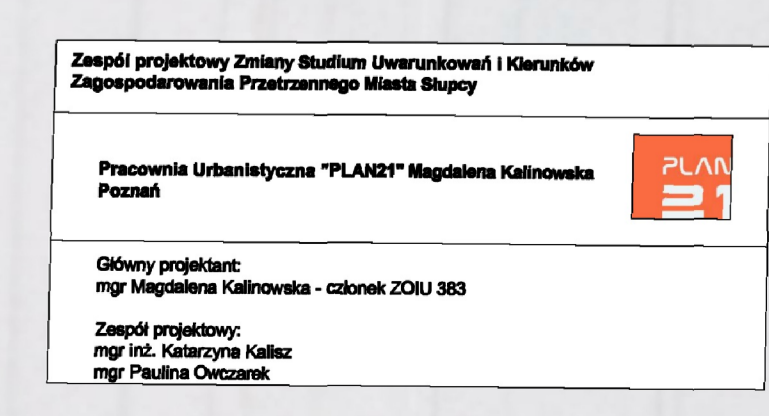 Zespół projektowy Zmiany Studium Uwarunkowań i Kierunków
Zagospodarowania Przetrzennego Miasta Słupcy
Pracownia Urbanistyczna "PLAN21" Magdalena Kalinowska
Poznań
PLAN
21
Główny projektant:
mgr Magdalena Kalinowska - członek ZOIU 383
Zespół projektowy:
mgr inż. Katarzyna Kalisz
mgr Paulina Owczarek